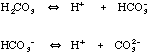 H₂CO₃ ⇔ H⁺ + HCO₃⁻
HCO₃⁻ ⇔ H⁺ + CO₃²⁻